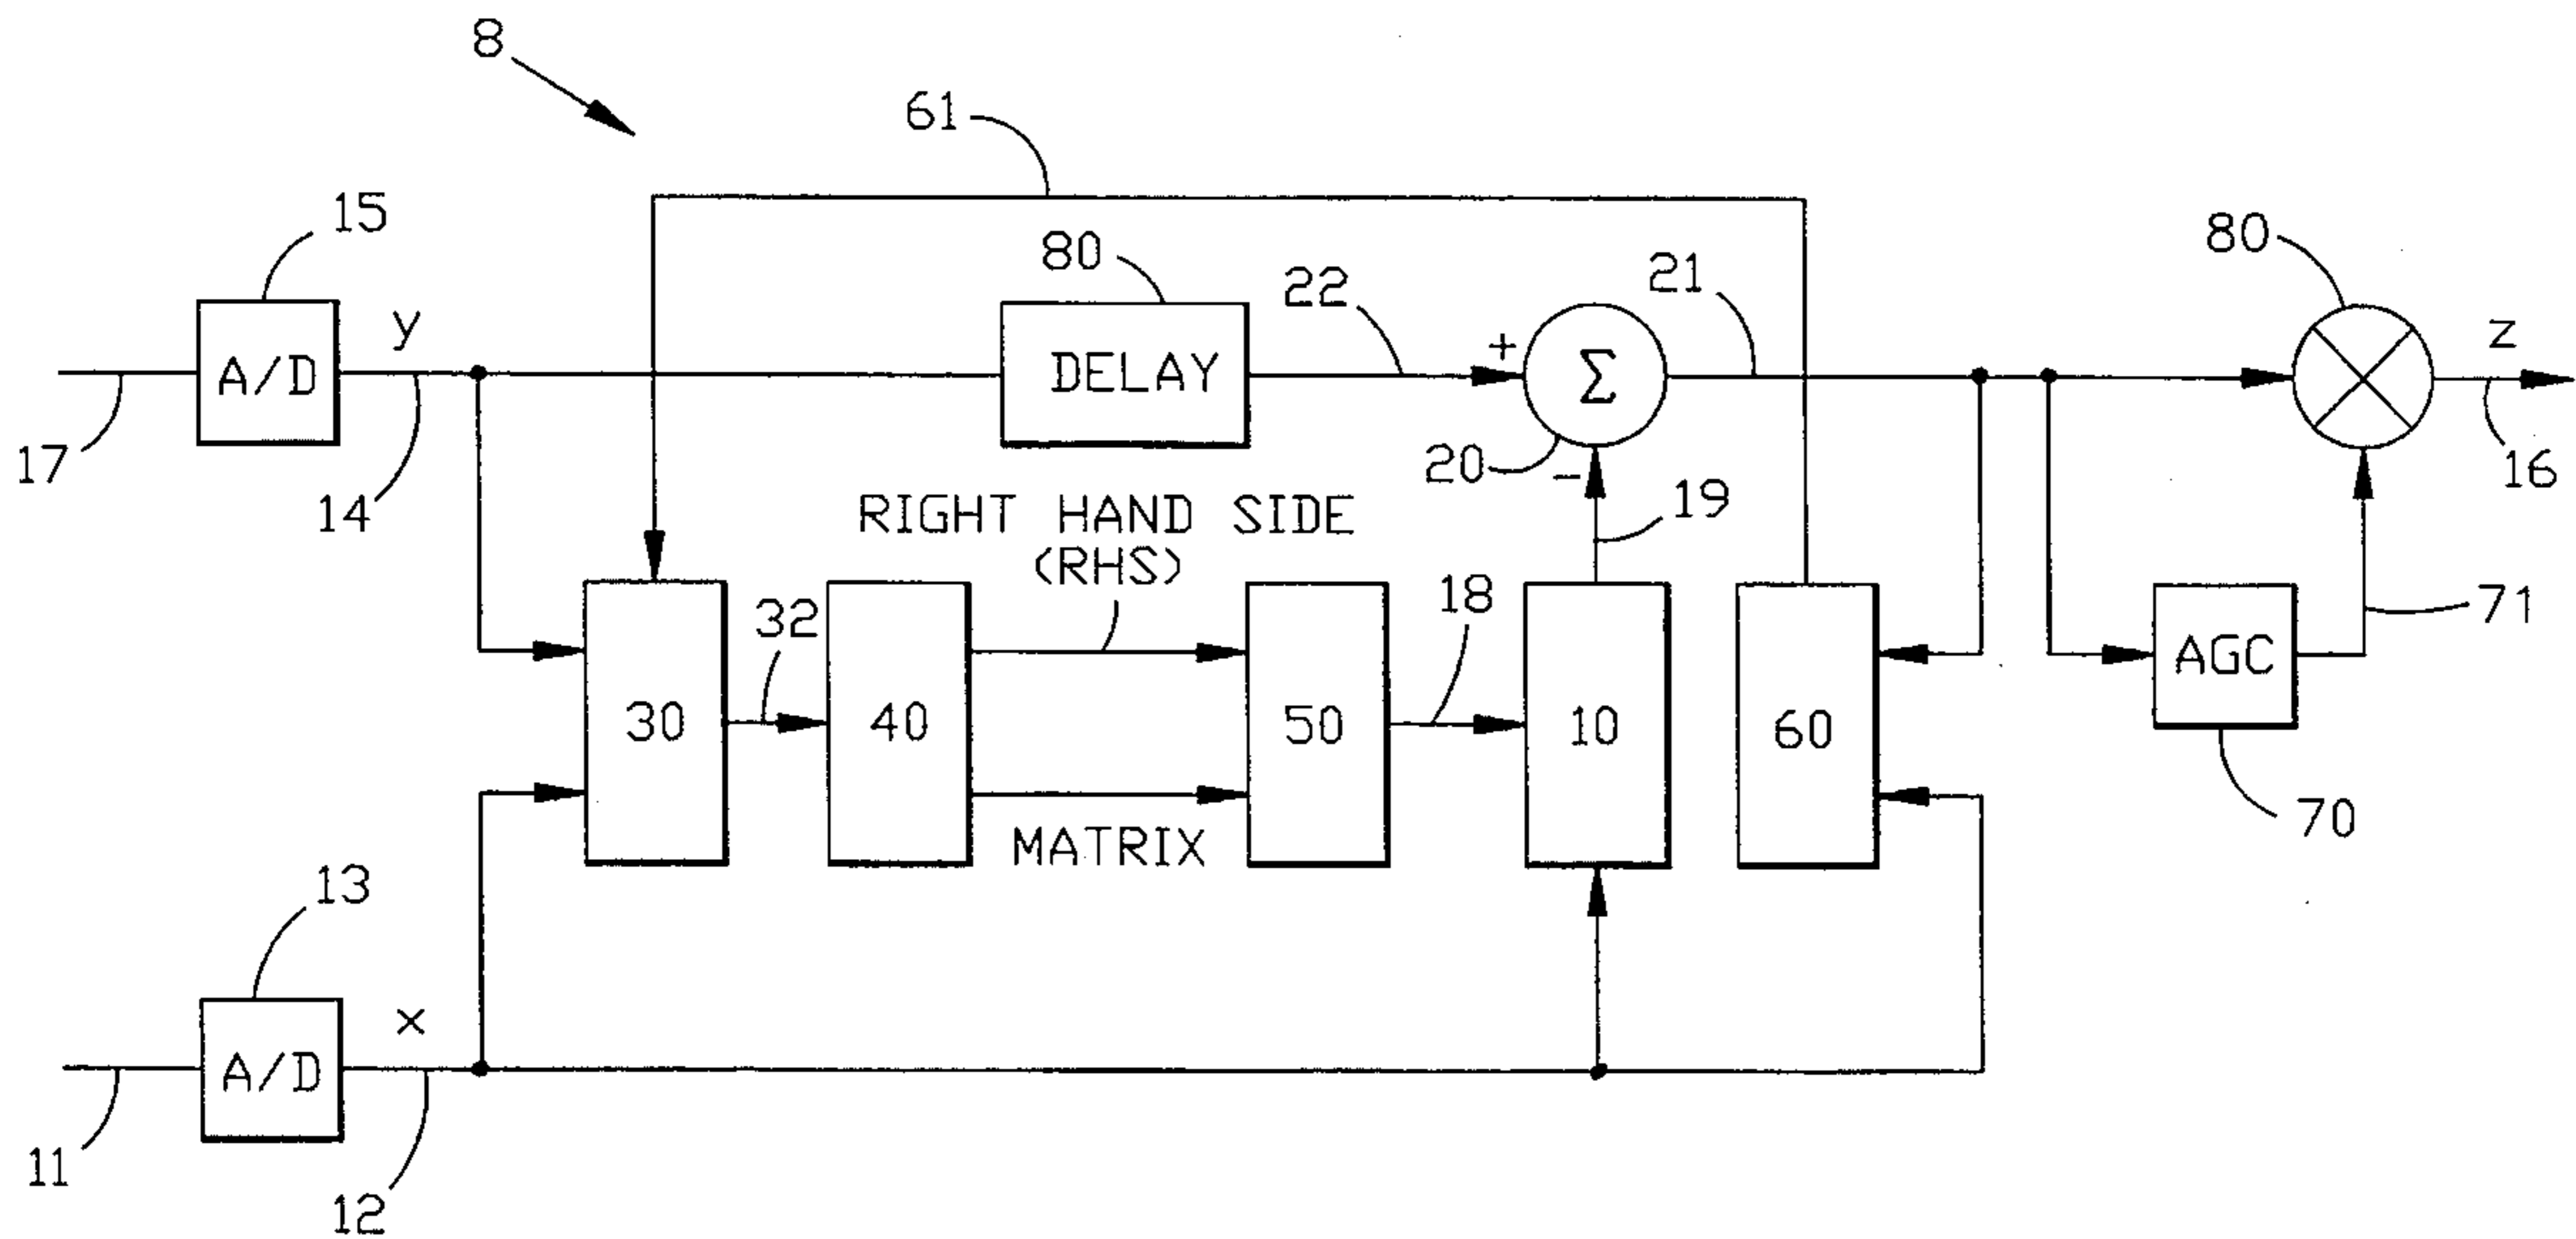 8
61
15
80
80
y
22
21
z
A/D
DELAY
+
Σ
17
14
20
-
16
RIGHT HAND SIDE
(RHS)
19
32
18
71
AGC
30
40
50
10
60
MATRIX
70
13
x
A/D
11
12